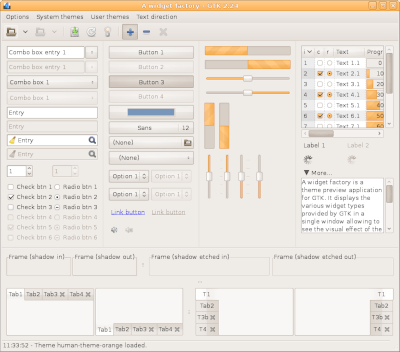 A widget factory - GTK 2.24
Options System themes User themes Text direction
Combo box entry 1
Combo box entry 1
Combo box entry 1
Combo box entry 1
Entry
Entry
Entry
Entry
1 1
Check btn 1 Radio btn 1
Check btn 2 Radio btn 2
Check btn 3 Radio btn 3
Check btn 4 Radio btn 4
Check btn 5 Radio btn 5
Check btn 6 Radio btn 6
Button 1
Button 2
Button 3
Button 4
Sans 12
(None)
(None)
Option 1 Option 1
Option 1 Option 1
Link button Link button
i c r Text Progr
1 Text 1.1 0
2 Text 2.1 10
3 Text 3.1 20
4 Text 4.1 30
5 Text 5.1 40
6 Text 6.1 50
7 Text 7.1 60
Label 1 Label 2
More...
A widget factory is a
theme preview application
for GTK. It displays the
various widget types
provided by GTK in a
single window allowing to
see the visual effect of the
Frame (shadow in) Frame (shadow out) Frame (shadow etched in) Frame (shadow etched out)
Tab1 Tab2 Tab3 Tab4
Tab1 Tab2 Tab3 Tab4
T1
Tab2
T3b
T4
T1
Tab2
T3b
T4
11:33:52 - Theme human-theme-orange loaded.